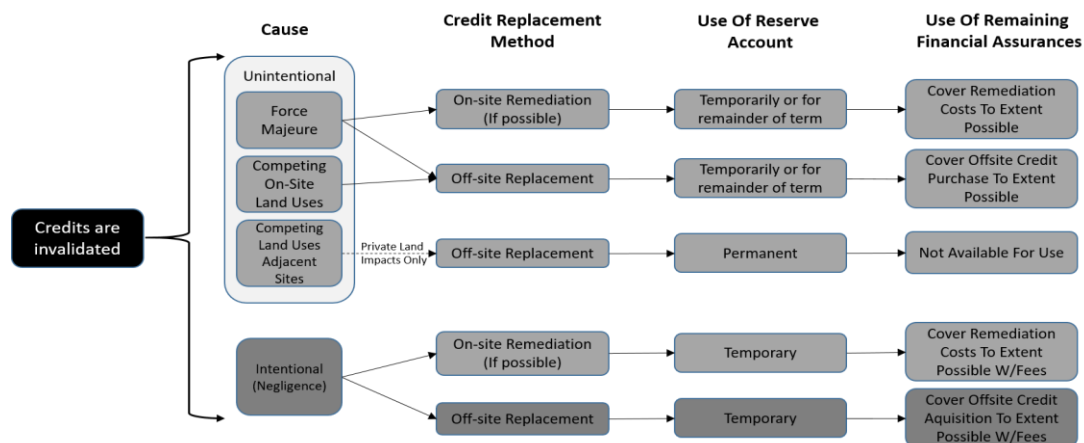 Cause
Credit Replacement
Method
Use Of Reserve
Account
Use Of Remaining
Financial Assurances
Credits are
invalidated
Unintentional
Force
Majeure
On-site Remediation
(If possible)
Temporarily or for
remainder of term
Cover Remediation
Costs To Extent
Possible
Competing
On-Site
Land Uses
Off-site Replacement
Temporarily or for
remainder of term
Cover Offsite Credit
Purchase To Extent
Possible
Competing
Land Uses
Adjacent
Sites
Private Land
Impacts Only
Off-site Replacement
Permanent
Not Available For Use
Intentional
(Negligence)
On-site Remediation
(If possible)
Temporary
Cover Remediation
Costs To Extent
Possible W/Fees
Off-site Replacement
Temporary
Cover Offsite Credit
Aquisition To Extent
Possible W/Fees